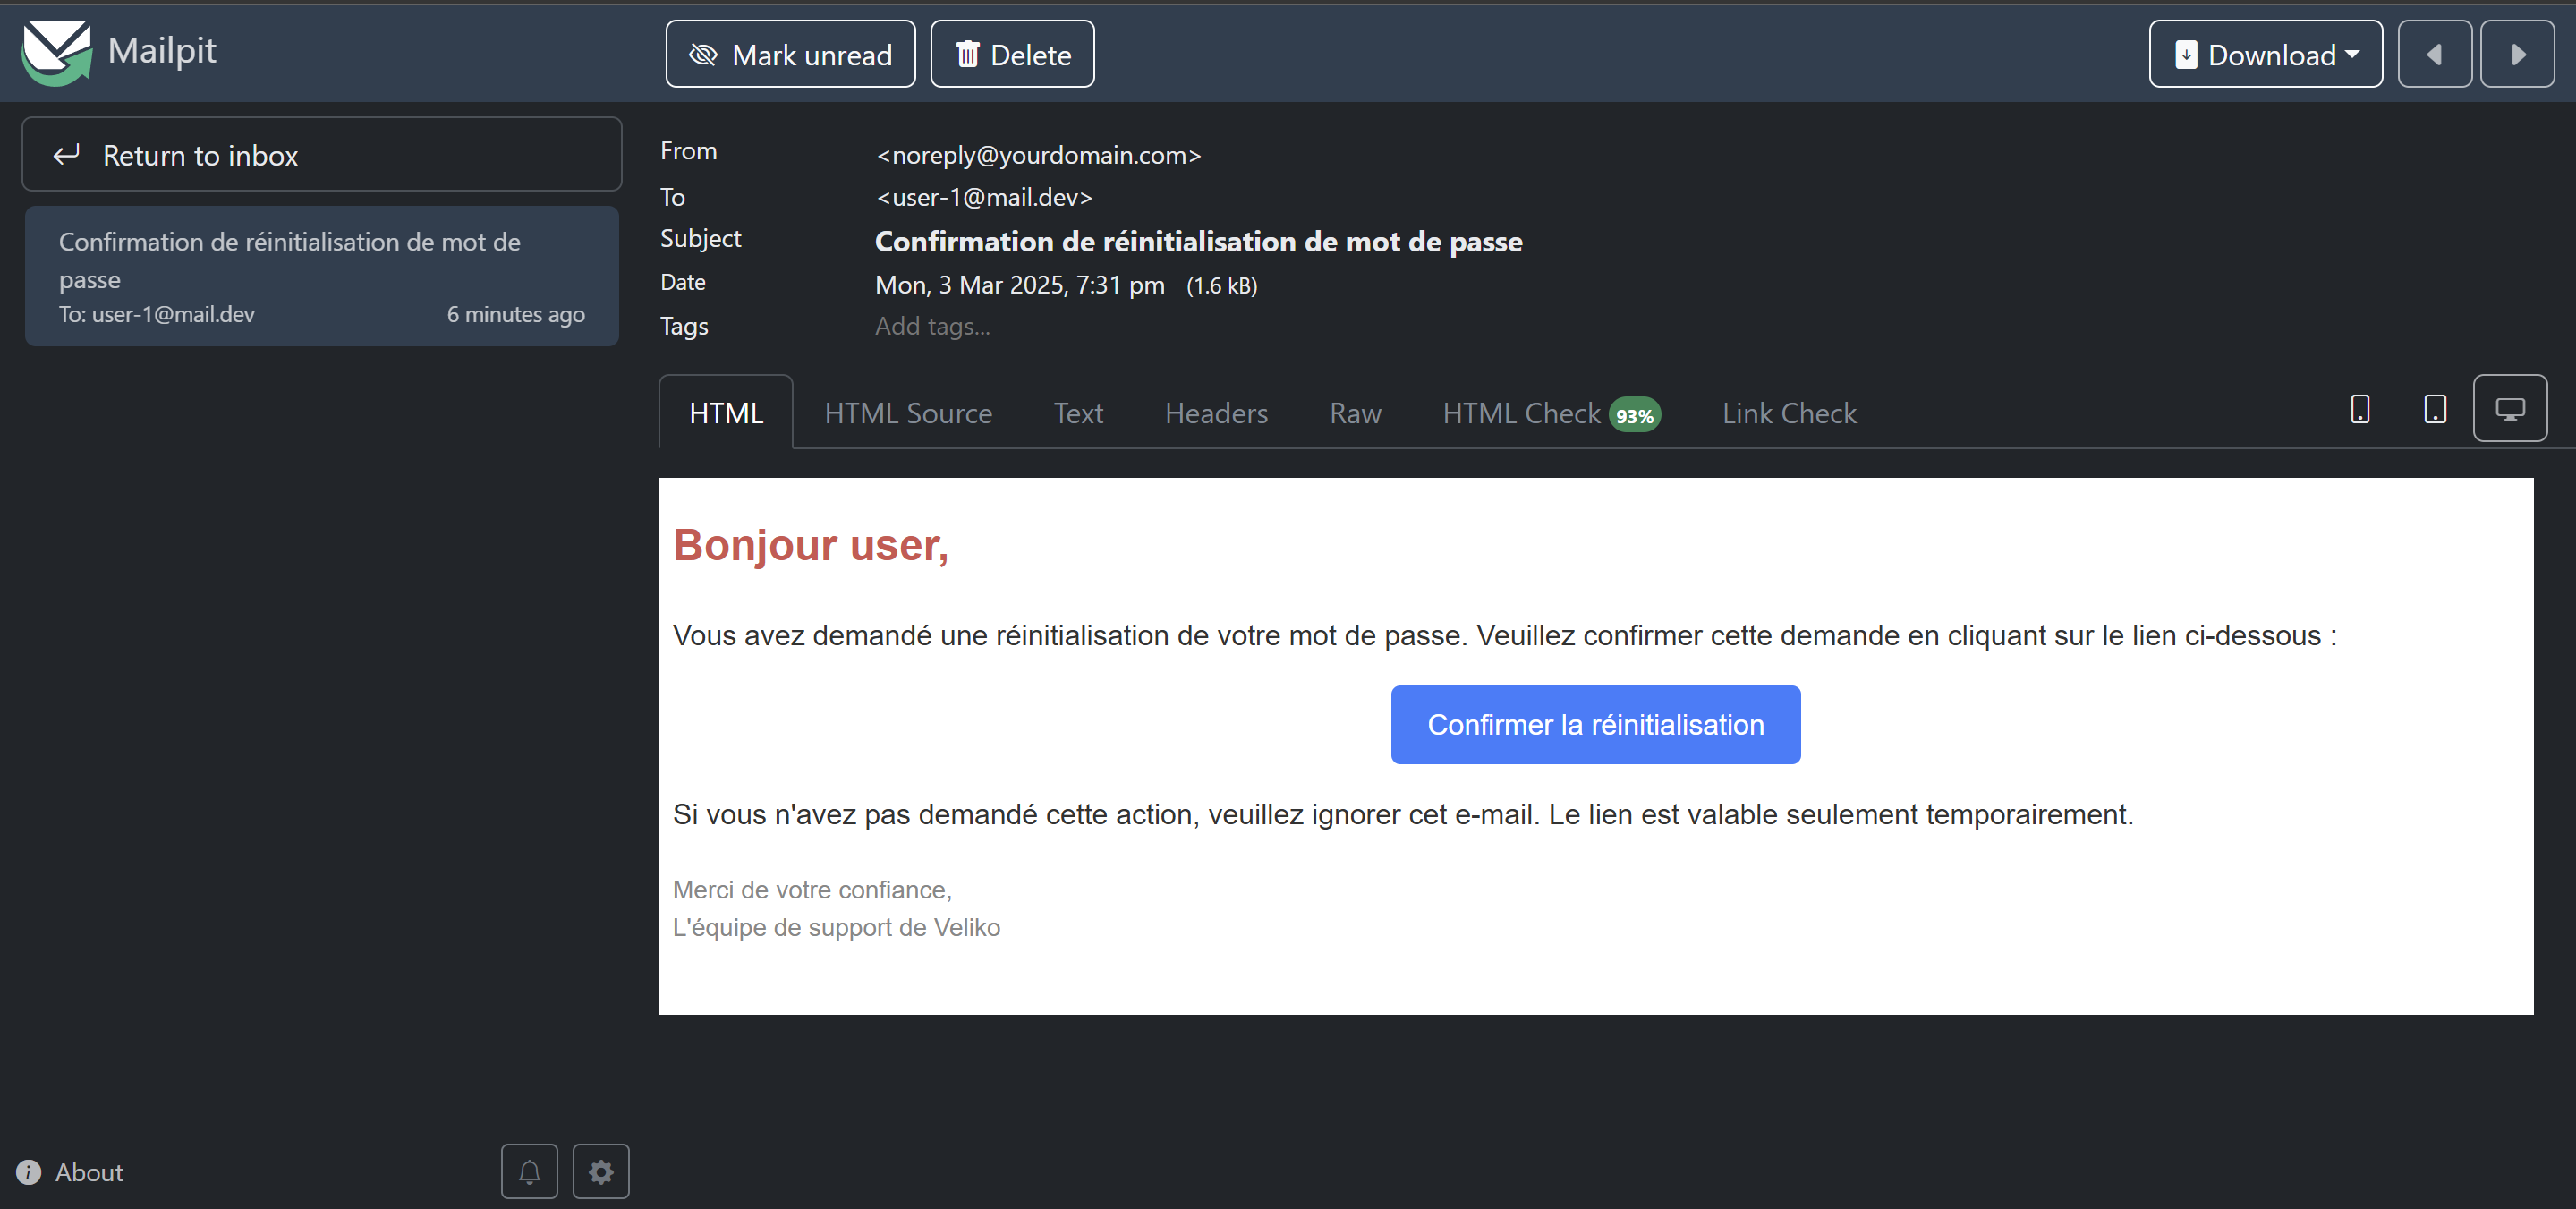 Mailpit
Mark unread
Delete
Download
Return to inbox
Confirmation de réinitialisation de mot de
passe
To: user-1@mail.dev 6 minutes ago
From <noreply@yourdomain.com>
To <user-1@mail.dev>
Subject Confirmation de réinitialisation de mot de passe
Date Mon, 3 Mar 2025, 7:31 pm (1.6 kB)
Tags Add tags...
HTML HTML Source Text Headers Raw HTML Check 93% Link Check
Bonjour user,
Vous avez demandé une réinitialisation de votre mot de passe. Veuillez confirmer cette demande en cliquant sur le lien ci-dessous :
Confirmer la réinitialisation
Si vous n'avez pas demandé cette action, veuillez ignorer cet e-mail. Le lien est valable seulement temporairement.
Merci de votre confiance,
L'équipe de support de Veliko
About